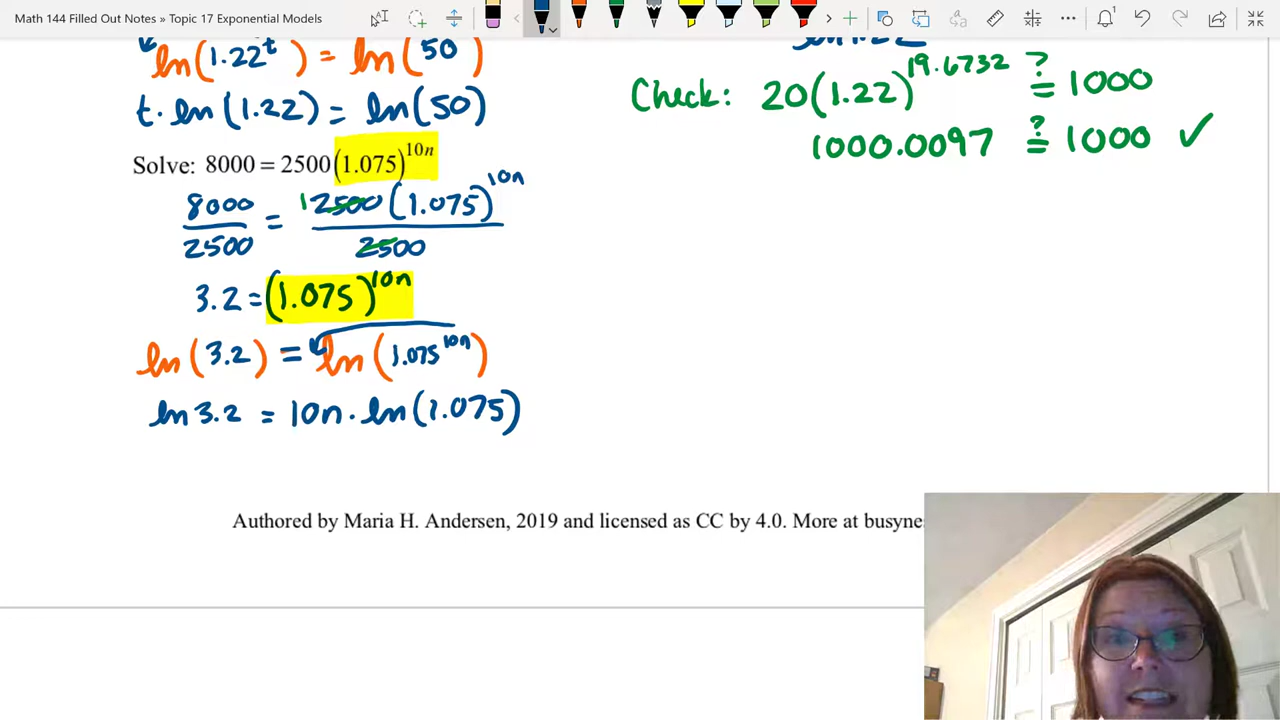 Math 144 Filled Out Notes » Topic 17 Exponential Models
ln(1.22^t) = ln(50)
t·ln(1.22) = ln(50)
ln 1.22
Check: 20(1.22)^19.6732 ?= 1000
1000.0097 ?= 1000 ✓
Solve: 8000 = 2500(1.075)^10n
8000/2500 = 1 2500(1.075)^10n/2500
3.2 = (1.075)^10n
ln(3.2) = ln(1.075^10n)
ln 3.2 = 10n·ln(1.075)
Authored by Maria H. Andersen, 2019 and licensed as CC by 4.0. More at busyne